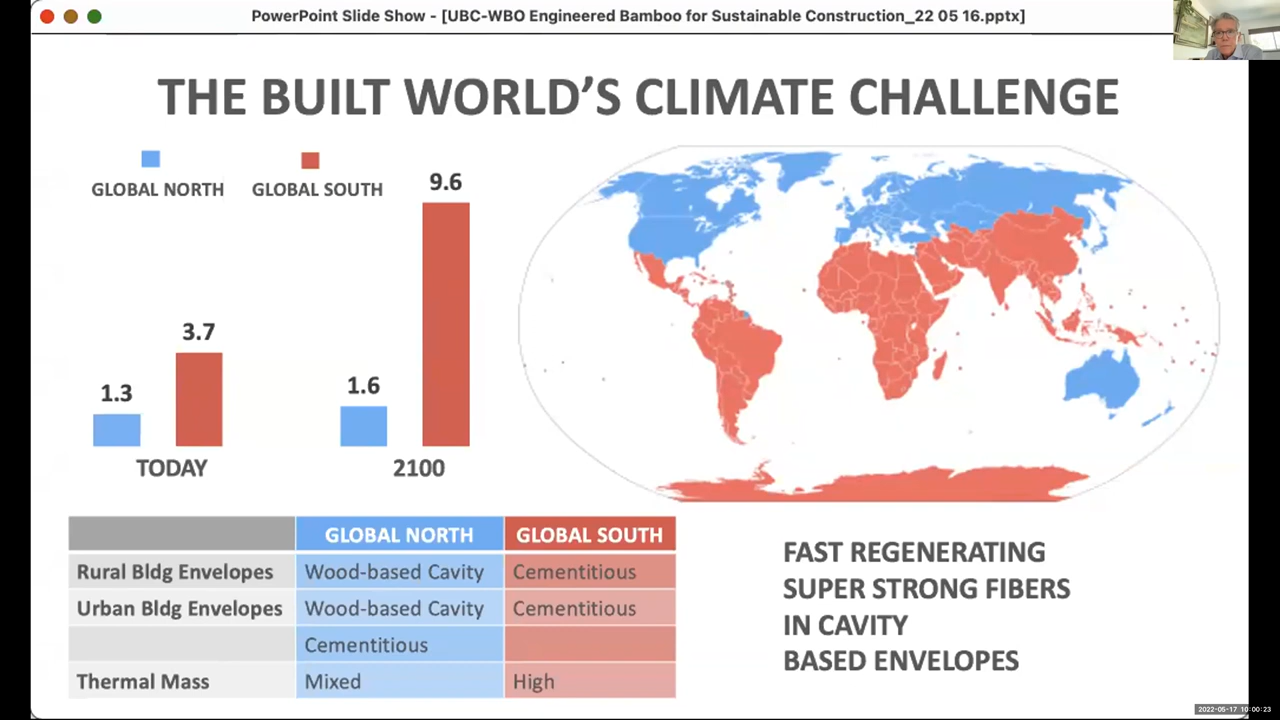 PowerPoint Slide Show - [UBC-WBO Engineered Bamboo for Sustainable Construction_22 05 16.pptx]
THE BUILT WORLD'S CLIMATE CHALLENGE
GLOBAL NORTH
GLOBAL SOUTH
1.3
3.7
1.6
9.6
TODAY
2100
GLOBAL NORTH GLOBAL SOUTH
Rural Bldg Envelopes Wood-based Cavity Cementitious
Urban Bldg Envelopes Wood-based Cavity Cementitious
Cementitious
Thermal Mass Mixed High
FAST REGENERATING
SUPER STRONG FIBERS
IN CAVITY
BASED ENVELOPES
2022-05-17 10:00:23